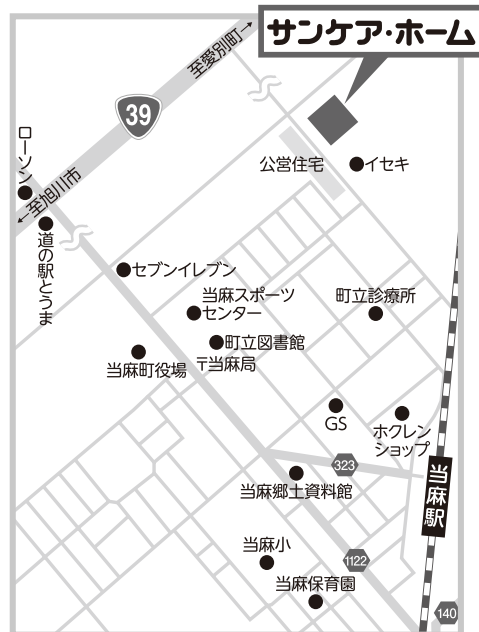 サンケア・ホーム
至愛別町→
39
ローソン
←至旭川市
道の駅とうま
公営住宅
イセキ
セブンイレブン
当麻スポーツ
センター
町立診療所
町立図書館
当麻町役場
〒当麻局
GS
ホクレン
ショップ
323
当麻郷土資料館
当麻駅
当麻小
1122
当麻保育園
140